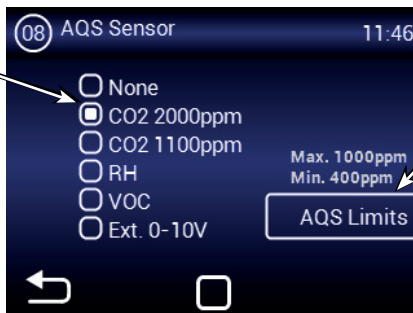 08 AQS Sensor 11:46
None
CO2 2000ppm
CO2 1100ppm
RH
VOC
Ext. 0-10V
Max. 1000ppm
Min. 400ppm
AQS Limits